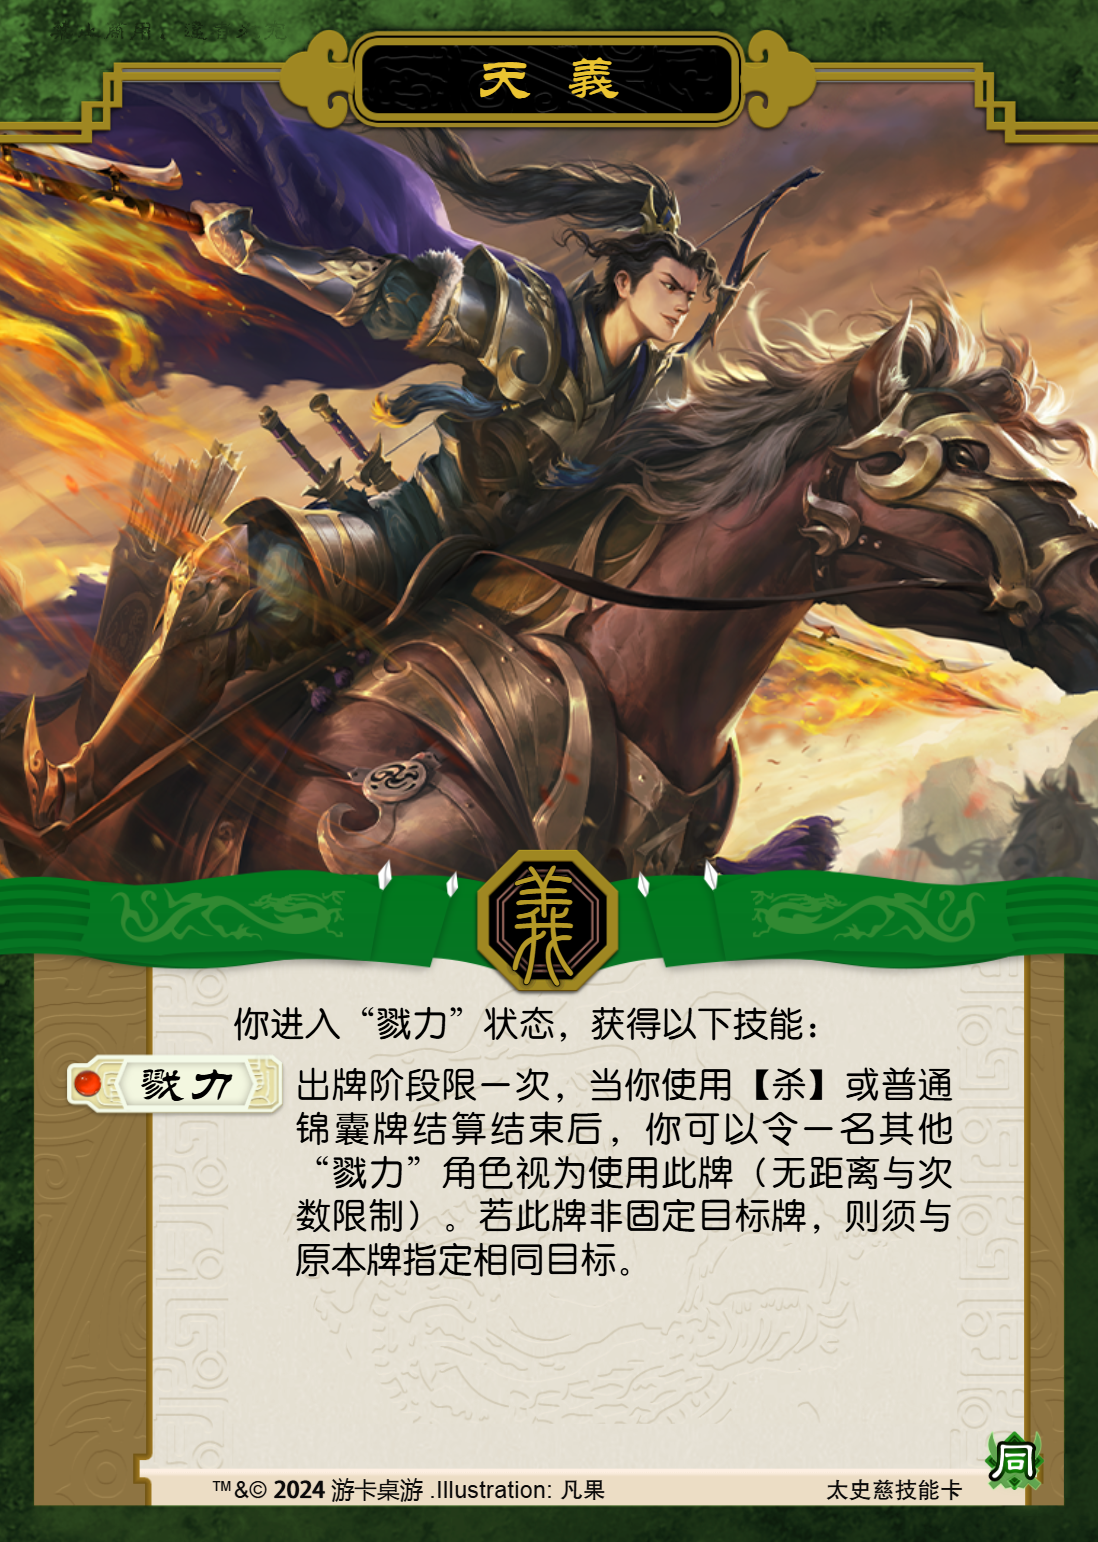 天義
義
你进入“戮力”状态，获得以下技能：
戮力
出牌阶段限一次，当你使用【杀】或普通
锦囊牌结算结束后，你可以令一名其他
“戮力”角色视为使用此牌（无距离与次
数限制）。若此牌非固定目标牌，则须与
原本牌指定相同目标。
同
™&© 2024 游卡桌游 .Illustration: 凡果
太史慈技能卡